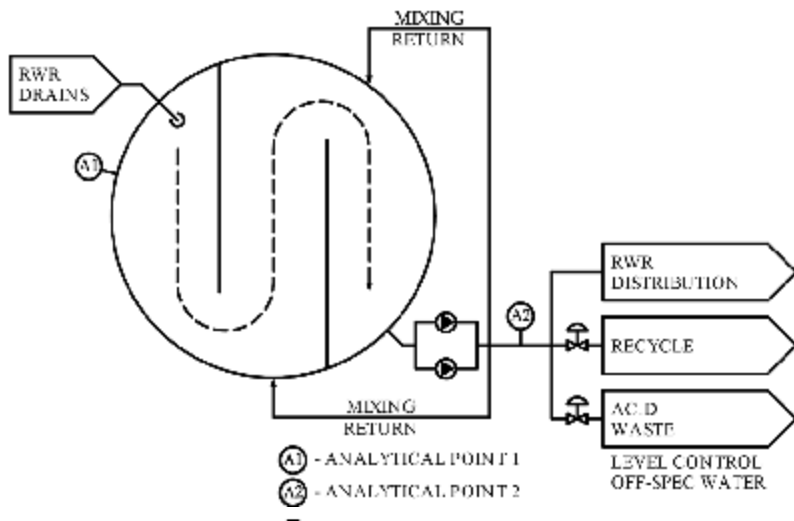 MIXING
RETURN
RWR
DRAINS
A1
RWR
DISTRIBUTION
A2
RECYCLE
MIXING
RETURN
AC.D
WASTE
A1 - ANALYTICAL POINT 1
A2 - ANALYTICAL POINT 2
LEVEL CONTROL
OFF-SPEC WATER